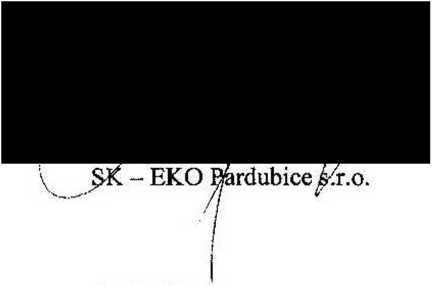 SK – EKO Pardubice s.r.o.